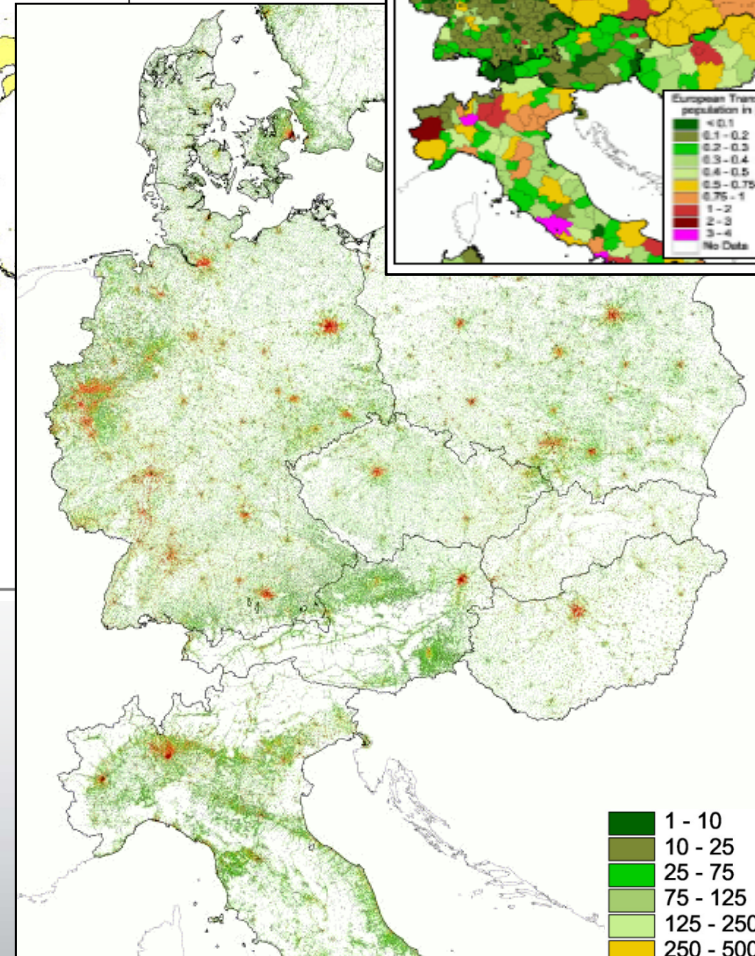 European Tran
population in
< 0.1
0.1 - 0.2
0.2 - 0.3
0.3 - 0.4
0.4 - 0.5
0.5 - 0.75
0.75 - 1
1 - 2
2 - 3
3 - 4
No Data
1 - 10
10 - 25
25 - 75
75 - 125
125 - 250
250 - 500